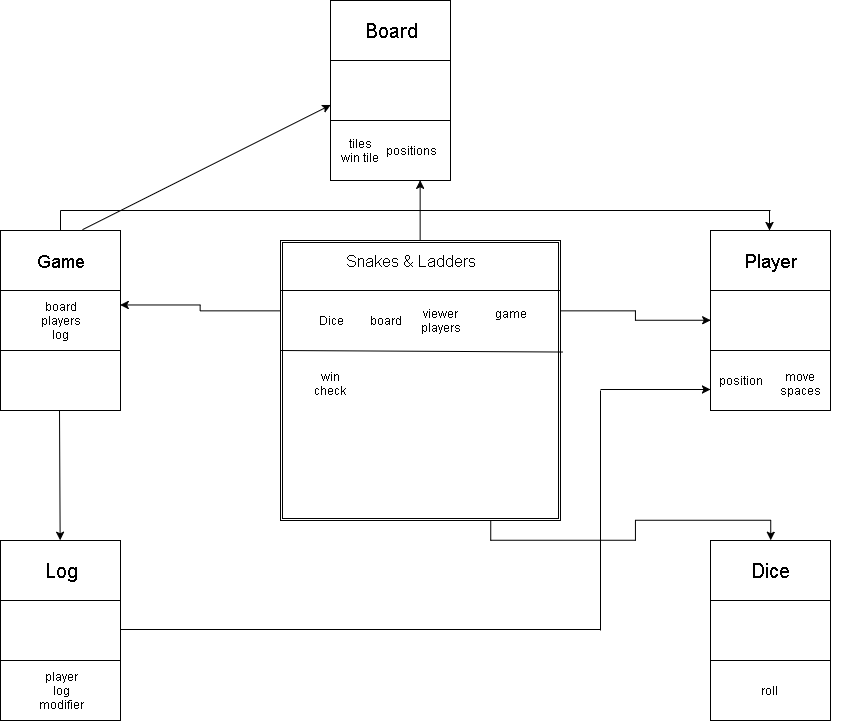 Board
tiles
win tile
positions
Game
board
players
log
Snakes & Ladders
Dice
board
viewer
players
game
win
check
Player
position
move
spaces
Log
player
log
modifier
Dice
roll